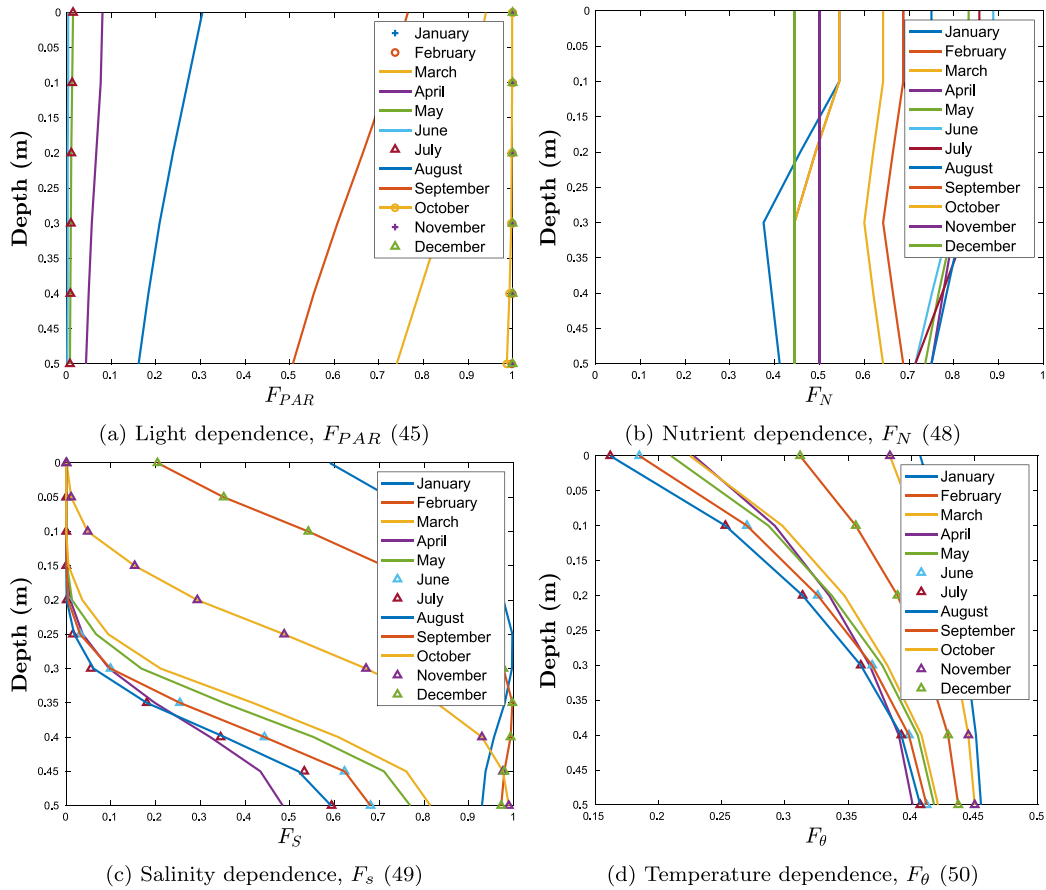 0
0.05
0.1
0.15
0.2
0.25
0.3
0.35
0.4
0.45
0.5
Depth (m)
0 0.1 0.2 0.3 0.4 0.5 0.6 0.7 0.8 0.9 1
F_PAR
January
February
March
April
May
June
July
August
September
October
November
December
(a) Light dependence, F_PAR (45)
0
0.05
0.1
0.15
0.2
0.25
0.3
0.35
0.4
0.45
0.5
Depth (m)
0 0.1 0.2 0.3 0.4 0.5 0.6 0.7 0.8 0.9 1
F_N
January
February
March
April
May
June
July
August
September
October
November
December
(b) Nutrient dependence, F_N (48)
0
0.05
0.1
0.15
0.2
0.25
0.3
0.35
0.4
0.45
0.5
Depth (m)
0 0.1 0.2 0.3 0.4 0.5 0.6 0.7 0.8 0.9 1
F_S
January
February
March
April
May
June
July
August
September
October
November
December
(c) Salinity dependence, F_s (49)
0
0.05
0.1
0.15
0.2
0.25
0.3
0.35
0.4
0.45
0.5
Depth (m)
0.15 0.2 0.25 0.3 0.35 0.4 0.45 0.5
F_θ
January
February
March
April
May
June
July
August
September
October
November
December
(d) Temperature dependence, F_θ (50)